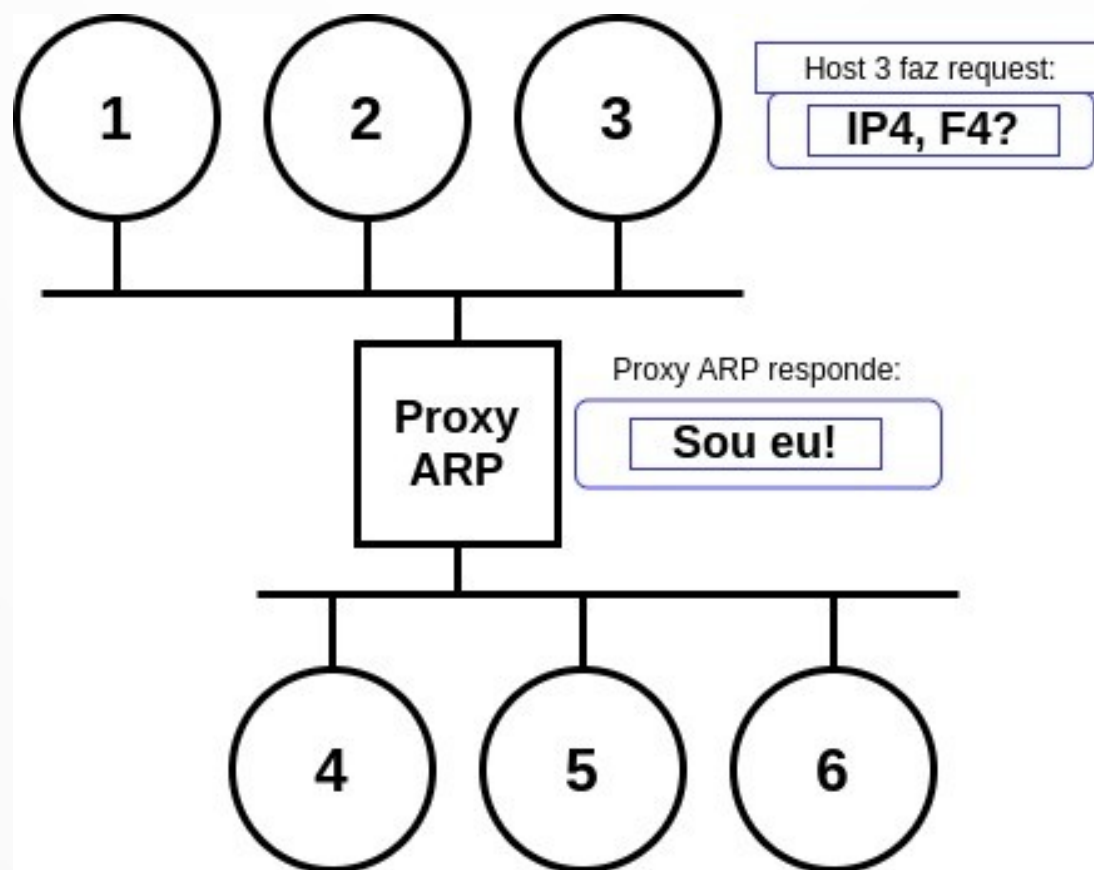 1
2
3
Host 3 faz request:
IP4, F4?
Proxy
ARP
Proxy ARP responde:
Sou eu!
4
5
6